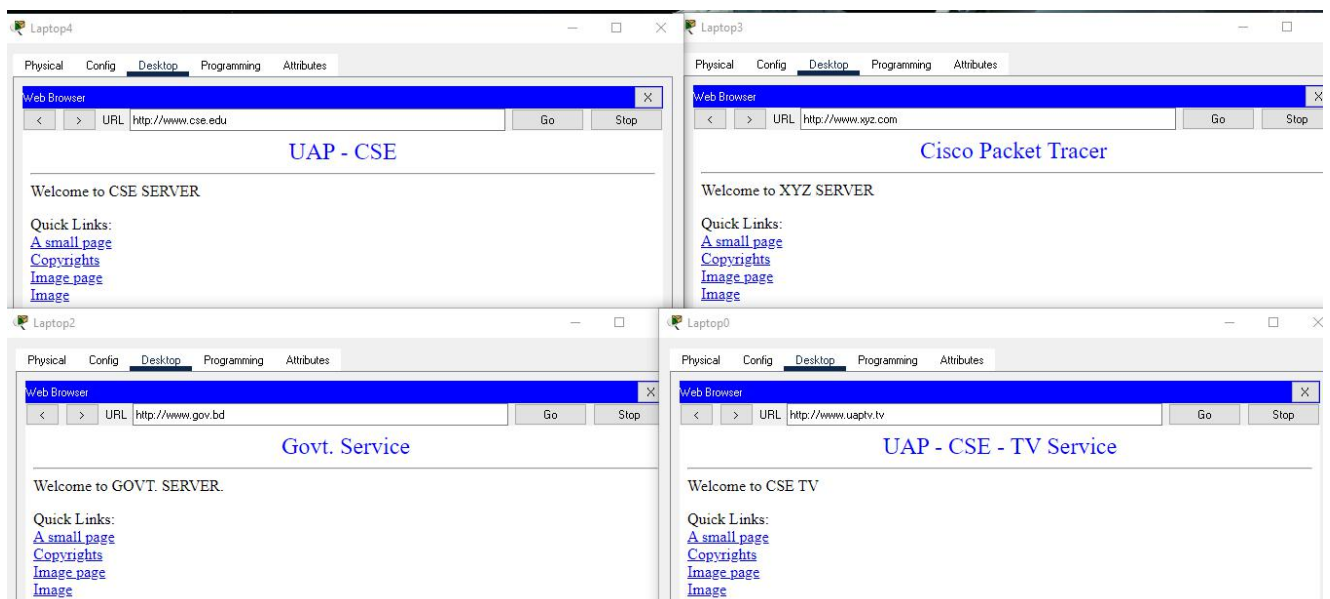 Laptop4
Physical Config Desktop Programming Attributes
Web Browser X
< > URL http://www.cse.edu Go Stop
UAP - CSE
Welcome to CSE SERVER
Quick Links:
A small page
Copyrights
Image page
Image
Laptop3
Physical Config Desktop Programming Attributes
Web Browser X
< > URL http://www.xyz.com Go Stop
Cisco Packet Tracer
Welcome to XYZ SERVER
Quick Links:
A small page
Copyrights
Image page
Image
Laptop2
Physical Config Desktop Programming Attributes
Web Browser X
< > URL http://www.gov.bd Go Stop
Govt. Service
Welcome to GOVT. SERVER.
Quick Links:
A small page
Copyrights
Image page
Image
Laptop0
Physical Config Desktop Programming Attributes
Web Browser X
< > URL http://www.uaptv.tv Go Stop
UAP - CSE - TV Service
Welcome to CSE TV
Quick Links:
A small page
Copyrights
Image page
Image